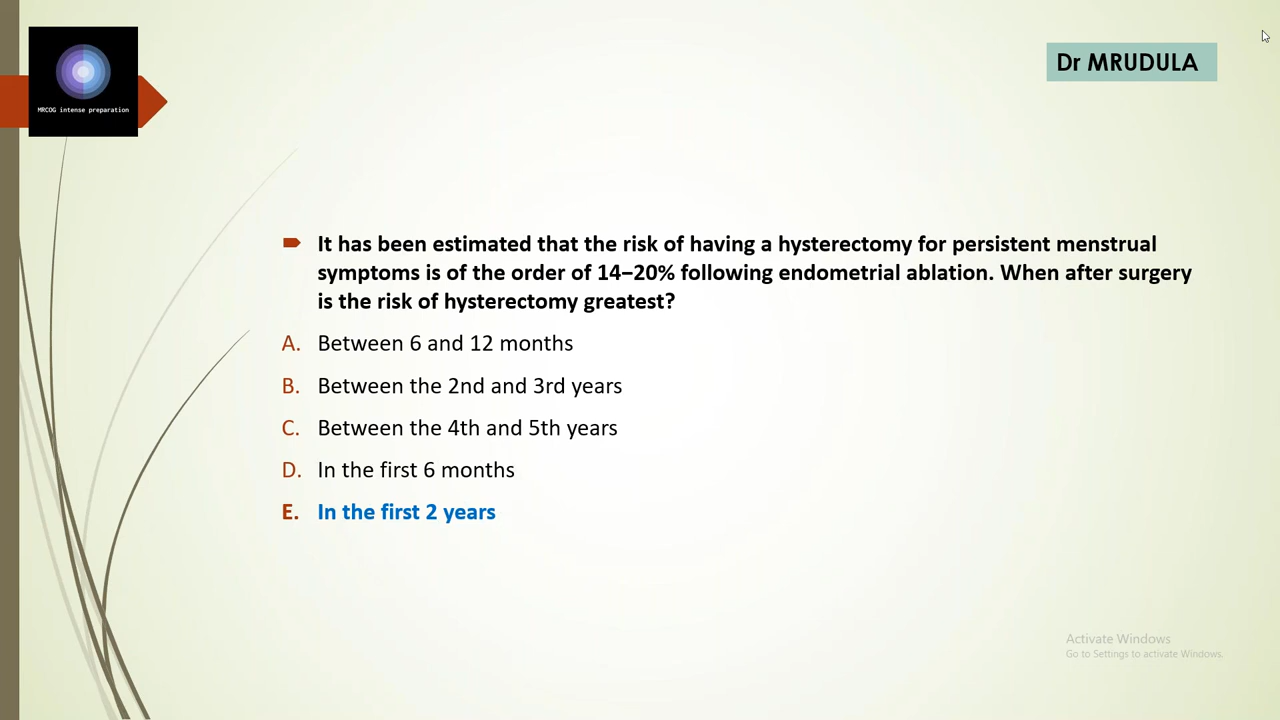 MRCOG intense preparation
Dr MRUDULA
It has been estimated that the risk of having a hysterectomy for persistent menstrual
symptoms is of the order of 14–20% following endometrial ablation. When after surgery
is the risk of hysterectomy greatest?
A. Between 6 and 12 months
B. Between the 2nd and 3rd years
C. Between the 4th and 5th years
D. In the first 6 months
E. In the first 2 years
Activate Windows
Go to Settings to activate Windows.